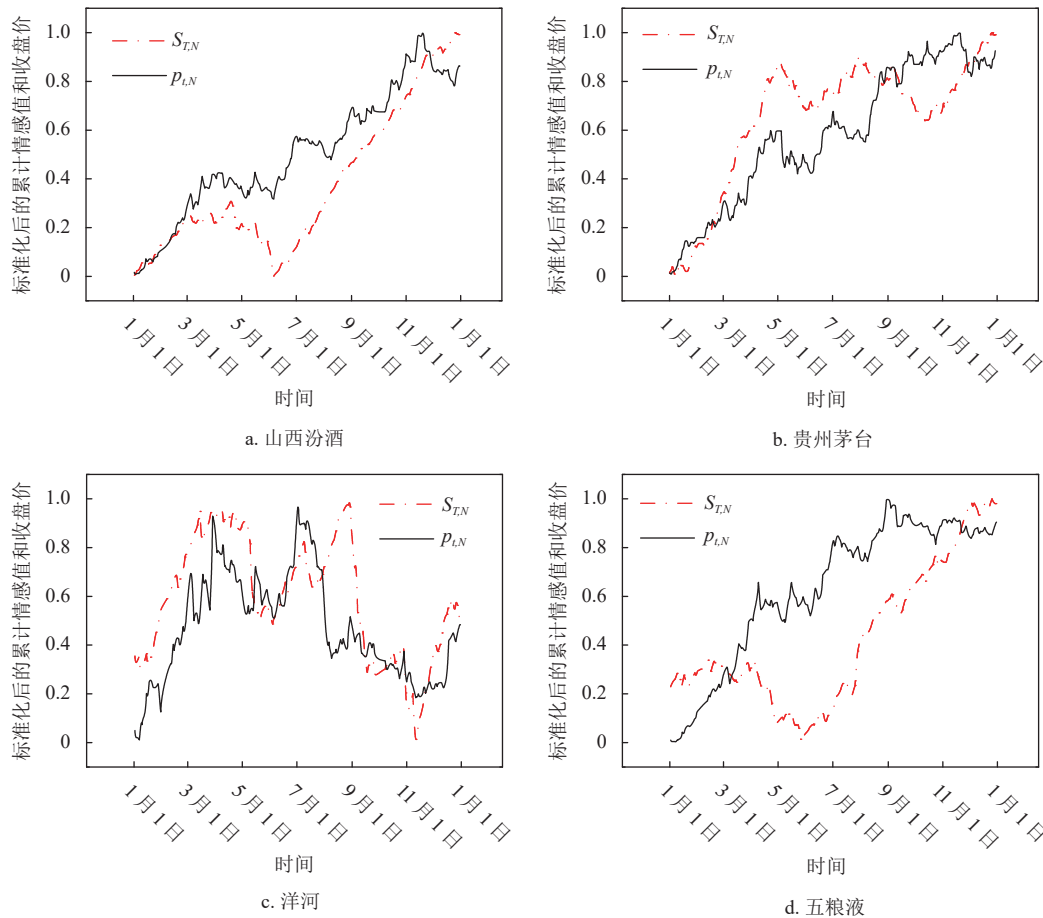 标准化后的累计情感值和收盘价
1.0
0.8
0.6
0.4
0.2
0
S_{T,N}
p_{t,N}
1月1日
3月1日
5月1日
7月1日
9月1日
11月1日
1月1日
时间
a. 山西汾酒
标准化后的累计情感值和收盘价
1.0
0.8
0.6
0.4
0.2
0
S_{T,N}
p_{t,N}
1月1日
3月1日
5月1日
7月1日
9月1日
11月1日
1月1日
时间
b. 贵州茅台
标准化后的累计情感值和收盘价
1.0
0.8
0.6
0.4
0.2
0
S_{T,N}
p_{t,N}
1月1日
3月1日
5月1日
7月1日
9月1日
11月1日
1月1日
时间
c. 洋河
标准化后的累计情感值和收盘价
1.0
0.8
0.6
0.4
0.2
0
S_{T,N}
p_{t,N}
1月1日
3月1日
5月1日
7月1日
9月1日
11月1日
1月1日
时间
d. 五粮液